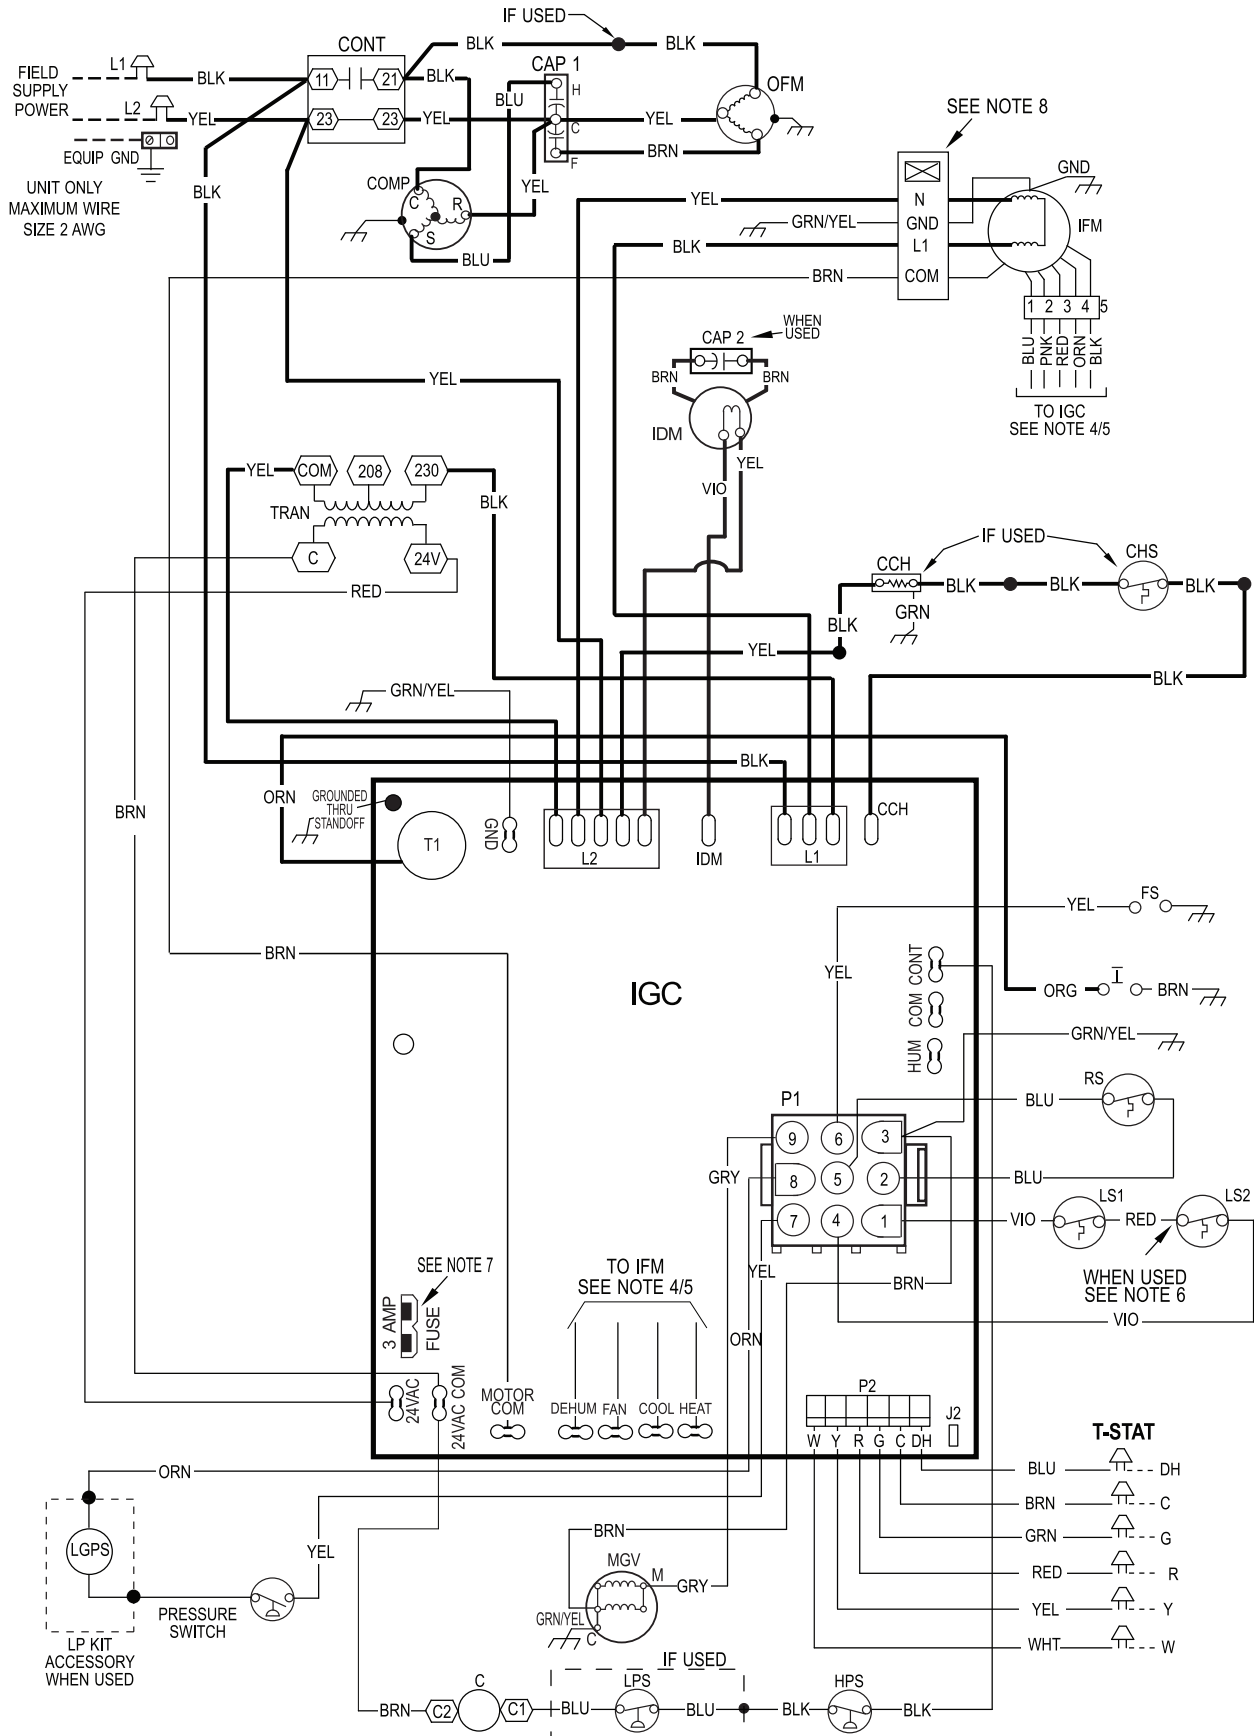 IF USED
CONT
BLK
BLK
CAP 1
H
C
F
FIELD
SUPPLY
POWER
L1
BLK
11
21
BLK
BLU
OFM
L2
YEL
23
23
YEL
YEL
BRN
SEE NOTE 8
EQUIP GND
UNIT ONLY
MAXIMUM WIRE
SIZE 2 AWG
BLK
COMP
C
R
S
YEL
BLU
YEL
N
GRN/YEL
GND
BLK
L1
BRN
COM
GND
IFM
1 2 3 4 5
BLU
PNK
RED
ORN
BLK
TO IGC
SEE NOTE 4/5
WHEN
USED
CAP 2
BRN
BRN
IDM
VIO
YEL
YEL
YEL
COM
208
230
BLK
TRAN
C
24V
RED
IF USED
CCH
CHS
BLK
BLK
BLK
GRN
BLK
YEL
BLK
GRN/YEL
BLK
ORN
BRN
GROUNDED
THRU
STANDOFF
T1
GND
L2
IDM
L1
CCH
YEL
FS
BRN
YEL
IGC
CONT
COM
HUM
ORG
BRN
GRN/YEL
RS
BLU
P1
9
6
3
8
5
2
7
4
1
GRY
BLU
LS1
LS2
VIO
RED
WHEN USED
SEE NOTE 6
VIO
SEE NOTE 7
TO IFM
SEE NOTE 4/5
YEL
BRN
3 AMP
FUSE
ORN
24VAC
24VAC COM
MOTOR
COM
DEHUM
FAN
COOL
HEAT
P2
J2
W Y R G C DH
T-STAT
BLU
DH
BRN
C
GRN
G
RED
R
YEL
Y
WHT
W
ORN
LGPS
YEL
PRESSURE
SWITCH
LP KIT
ACCESSORY
WHEN USED
BRN
MGV
M
GRY
GRN/YEL
C
IF USED
C
LPS
HPS
BRN
C2
C1
BLU
BLU
BLK
BLK